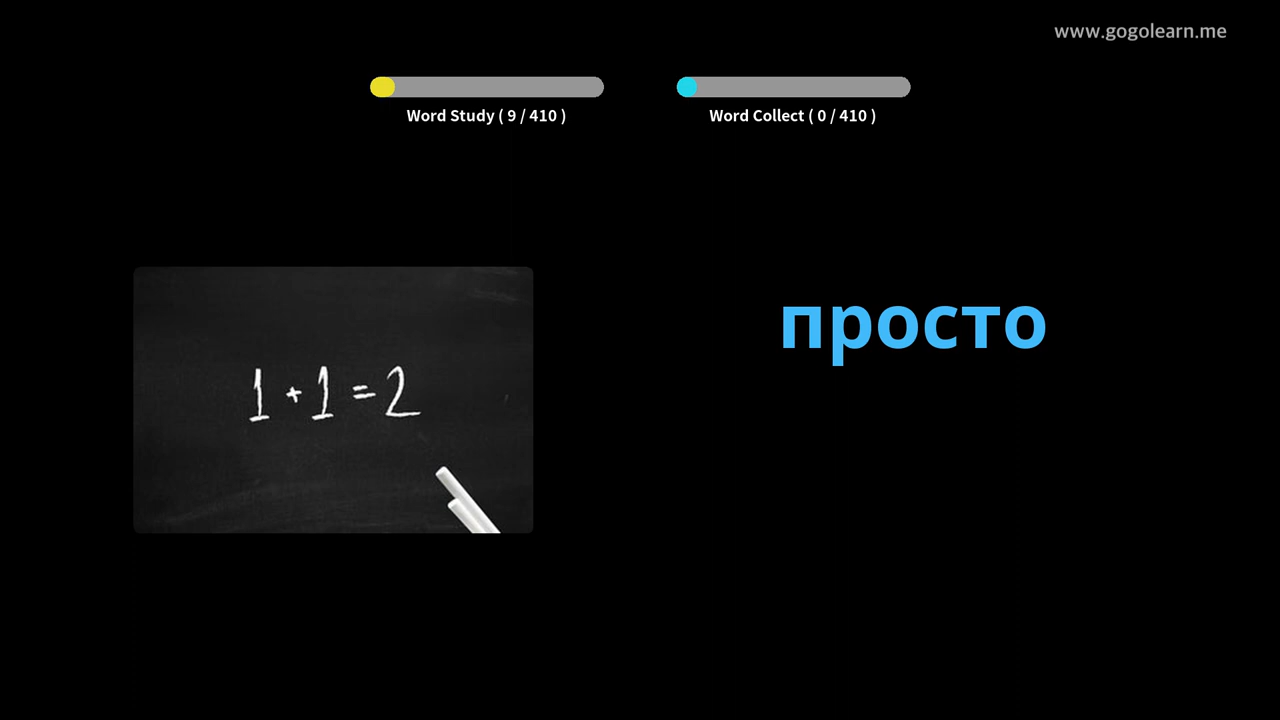 www.gogolearn.me
Word Study ( 9 / 410 )
Word Collect ( 0 / 410 )
1 + 1 = 2
просто